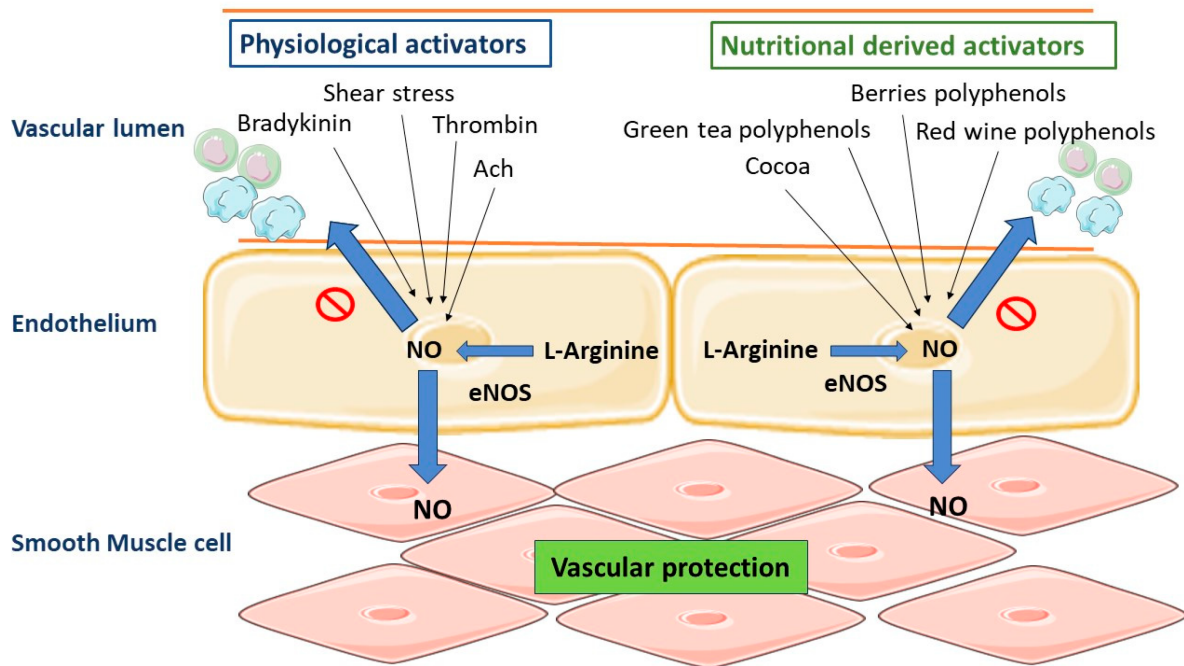 Physiological activators
Nutritional derived activators
Shear stress
Berries polyphenols
Vascular lumen
Bradykinin
Thrombin
Green tea polyphenols
Red wine polyphenols
Ach
Cocoa
Endothelium
NO
L-Arginine
L-Arginine
NO
eNOS
eNOS
NO
NO
Smooth Muscle cell
Vascular protection